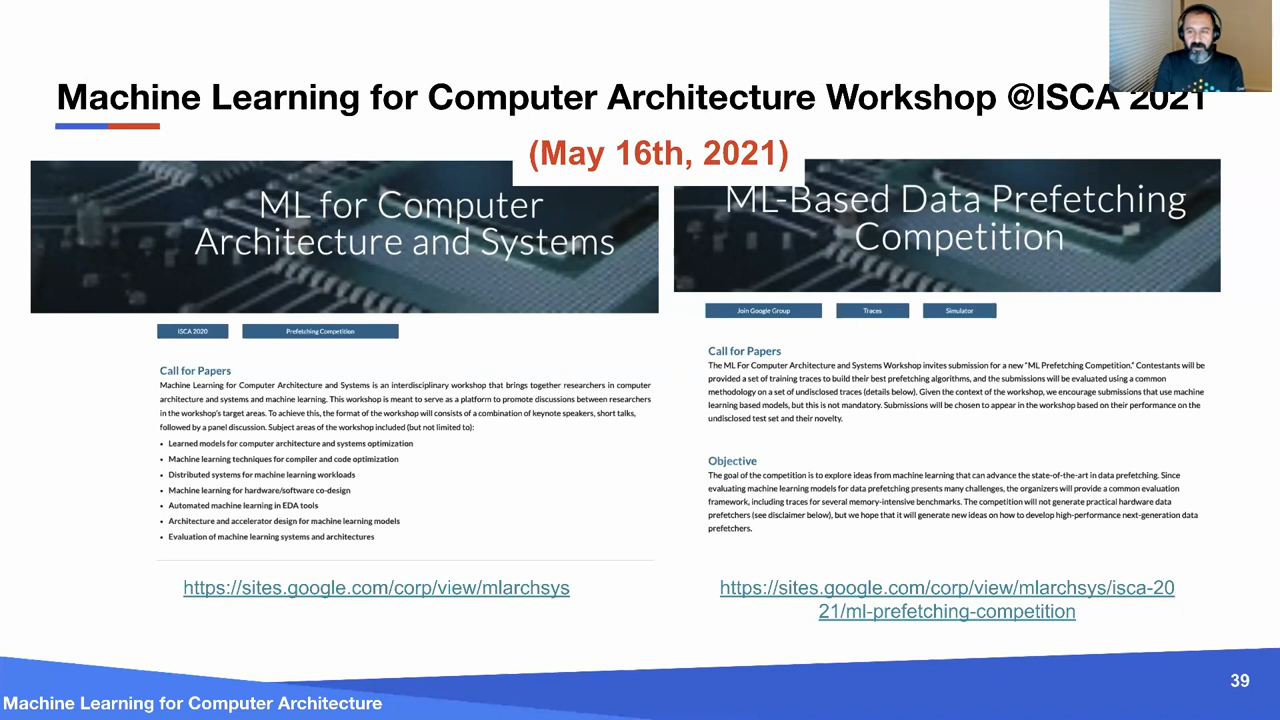 Machine Learning for Computer Architecture Workshop @ISCA 2021
(May 16th, 2021)
ML for Computer
Architecture and Systems
ISCA 2020
Prefetching Competition
Call for Papers
Machine Learning for Computer Architecture and Systems is an interdisciplinary workshop that brings together researchers in computer
architecture and systems and machine learning. This workshop is meant to serve as a platform to promote discussions between researchers
in the workshop's target areas. To achieve this, the format of the workshop will consists of a combination of keynote speakers, short talks,
followed by a panel discussion. Subject areas of the workshop included (but not limited to):
• Learned models for computer architecture and systems optimization
• Machine learning techniques for compiler and code optimization
• Distributed systems for machine learning workloads
• Machine learning for hardware/software co-design
• Automated machine learning in EDA tools
• Architecture and accelerator design for machine learning models
• Evaluation of machine learning systems and architectures
https://sites.google.com/corp/view/mlarchsys
ML-Based Data Prefetching
Competition
Join Google Group
Traces
Simulator
Call for Papers
The ML For Computer Architecture and Systems Workshop invites submission for a new "ML Prefetching Competition." Contestants will be
provided a set of training traces to build their best prefetching algorithms, and the submissions will be evaluated using a common
methodology on a set of undisclosed traces (details below). Given the context of the workshop, we encourage submissions that use machine
learning based models, but this is not mandatory. Submissions will be chosen to appear in the workshop based on their performance on the
undisclosed test set and their novelty.
Objective
The goal of the competition is to explore ideas from machine learning that can advance the state-of-the-art in data prefetching. Since
evaluating machine learning models for data prefetching presents many challenges, the organizers will provide a common evaluation
framework, including traces for several memory-intensive benchmarks. The competition will not generate practical hardware data
prefetchers (see disclaimer below), but we hope that it will generate new ideas on how to develop high-performance next-generation data
prefetchers.
https://sites.google.com/corp/view/mlarchsys/isca-20
21/ml-prefetching-competition
39
Machine Learning for Computer Architecture